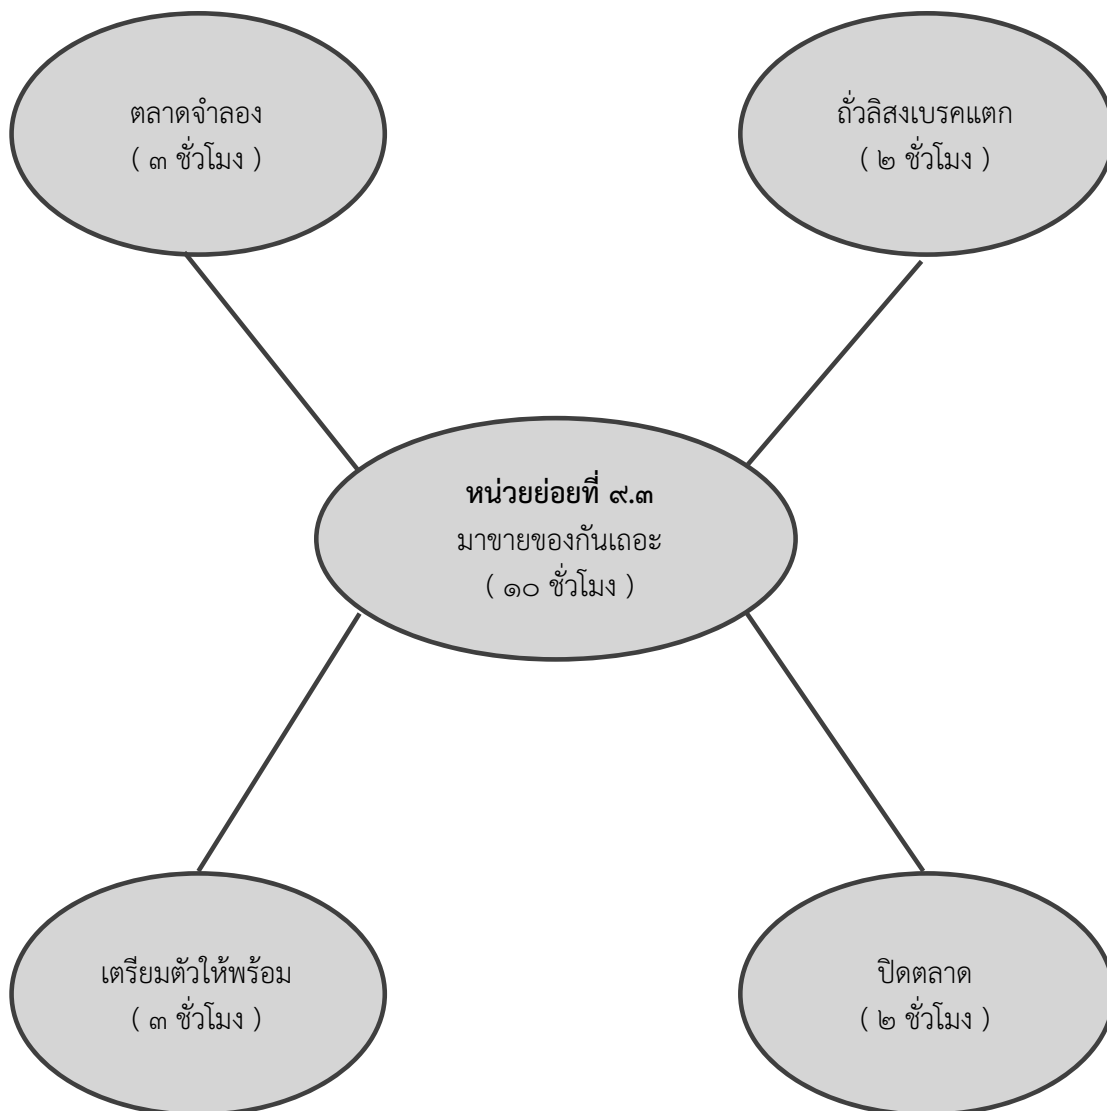 ตลาดจำลอง
( ๓ ชั่วโมง )
ถั่วลิสงเบรคแตก
( ๒ ชั่วโมง )
หน่วยย่อยที่ ๙.๓
มาขายของกันเถอะ
( ๑๐ ชั่วโมง )
เตรียมตัวให้พร้อม
( ๓ ชั่วโมง )
ปิดตลาด
( ๒ ชั่วโมง )